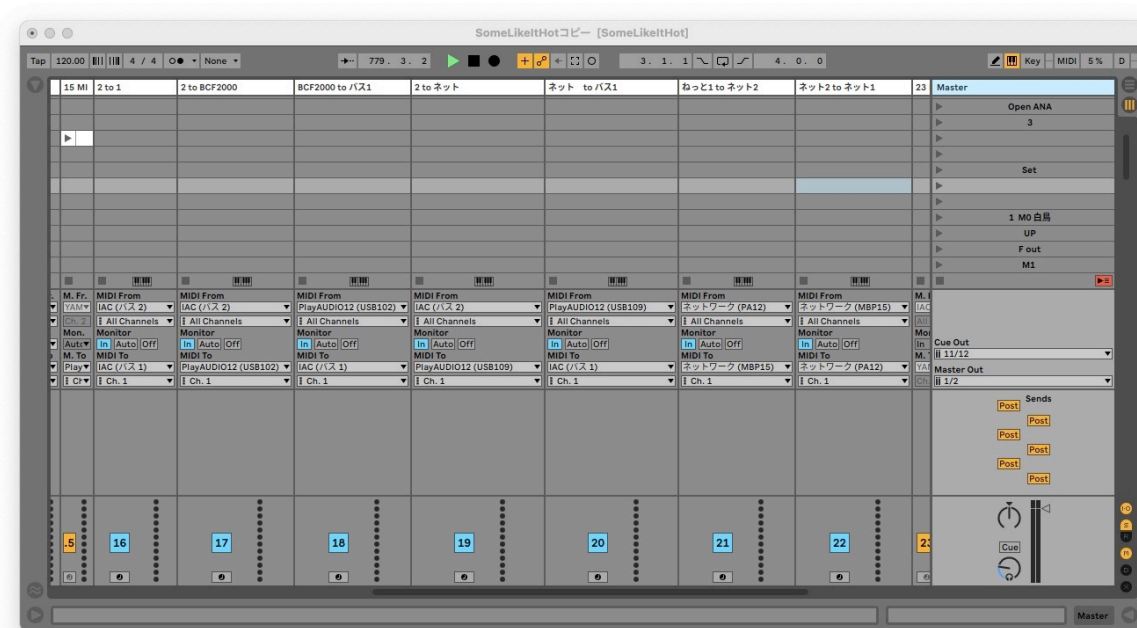 SomeLikeItHotコピー [SomeLikeItHot]
Tap 120.00 4 / 4 None 779. 3. 2 3. 1. 1 4. 0. 0 Key MIDI 5 % D
15 MI 2 to 1 2 to BCF2000 BCF2000 to バス1 2 to ネット ネット to バス1 ねっと1 to ネット2 ネット2 to ネット1 23 Master
Open ANA
3
Set
1 M0 白鳥
UP
F out
M1
M. Fr. MIDI From MIDI From MIDI From MIDI From MIDI From MIDI From MIDI From M. I
YAM IAC (バス 2) IAC (バス 2) PlayAUDIO12 (USB102) IAC (バス 2) PlayAUDIO12 (USB109) ネットワーク (PA12) ネットワーク (MBP15) IAC
Ch. 2 All Channels All Channels All Channels All Channels All Channels All Channels All Channels All
Mon. Monitor Monitor Monitor Monitor Monitor Monitor Monitor Mo
Aut In Auto Off In Auto Off In Auto Off In Auto Off In Auto Off In Auto Off In Auto Off In Cue Out
M. To MIDI To MIDI To MIDI To MIDI To MIDI To MIDI To MIDI To M. 11/12
Play IAC (バス 1) PlayAUDIO12 (USB102) IAC (バス 1) PlayAUDIO12 (USB109) IAC (バス 1) ネットワーク (MBP15) ネットワーク (PA12) YA Master Out
Ch. 1 Ch. 1 Ch. 1 Ch. 1 Ch. 1 Ch. 1 Ch. 1 Ch. 1/2
Sends
Post
Post
Post
Post
Post
Post
.5 16 17 18 19 20 21 22 23
Cue
Master